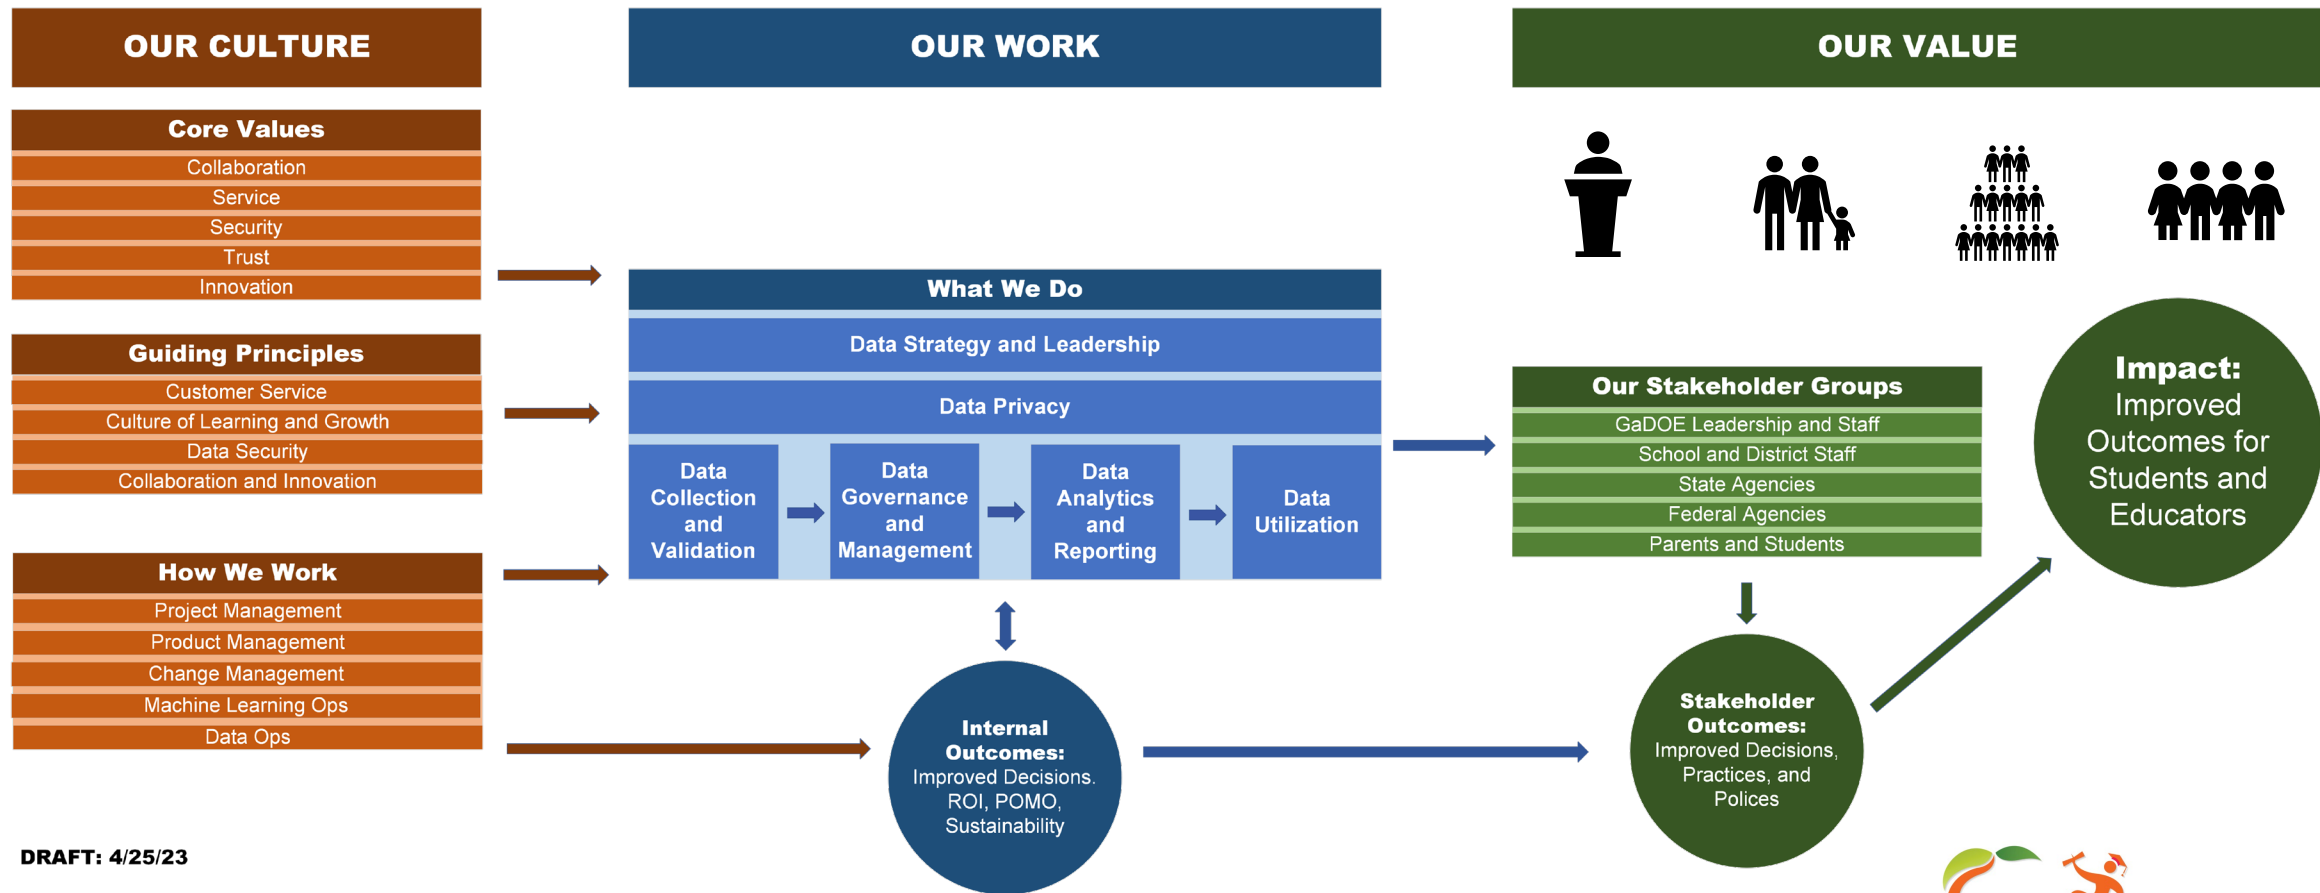 OUR CULTURE
OUR WORK
OUR VALUE
Core Values
Collaboration
Service
Security
Trust
Innovation
Guiding Principles
Customer Service
Culture of Learning and Growth
Data Security
Collaboration and Innovation
How We Work
Project Management
Product Management
Change Management
Machine Learning Ops
Data Ops
What We Do
Data Strategy and Leadership
Data Privacy
Data
Collection
and
Validation
Data
Governance
and
Management
Data
Analytics
and
Reporting
Data
Utilization
Internal
Outcomes:
Improved Decisions.
ROI, POMO,
Sustainability
Our Stakeholder Groups
GaDOE Leadership and Staff
School and District Staff
State Agencies
Federal Agencies
Parents and Students
Stakeholder
Outcomes:
Improved Decisions,
Practices, and
Polices
Impact:
Improved
Outcomes for
Students and
Educators
DRAFT: 4/25/23